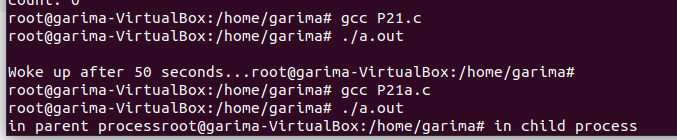 count: 0
root@garima-VirtualBox:/home/garima# gcc P21.c
root@garima-VirtualBox:/home/garima# ./a.out
Woke up after 50 seconds...root@garima-VirtualBox:/home/garima#
root@garima-VirtualBox:/home/garima# gcc P21a.c
root@garima-VirtualBox:/home/garima# ./a.out
in parent processroot@garima-VirtualBox:/home/garima# in child process